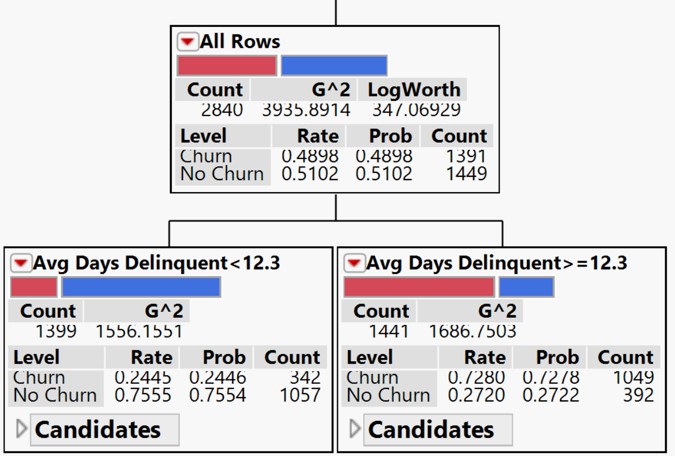 All Rows
Count G^2 LogWorth
2840 3935.8914 347.06929
Level Rate Prob Count
Churn 0.4898 0.4898 1391
No Churn 0.5102 0.5102 1449
Avg Days Delinquent<12.3
Count G^2
1399 1556.1551
Level Rate Prob Count
Churn 0.2445 0.2446 342
No Churn 0.7555 0.7554 1057
Candidates
Avg Days Delinquent>=12.3
Count G^2
1441 1686.7503
Level Rate Prob Count
Churn 0.7280 0.7278 1049
No Churn 0.2720 0.2722 392
Candidates